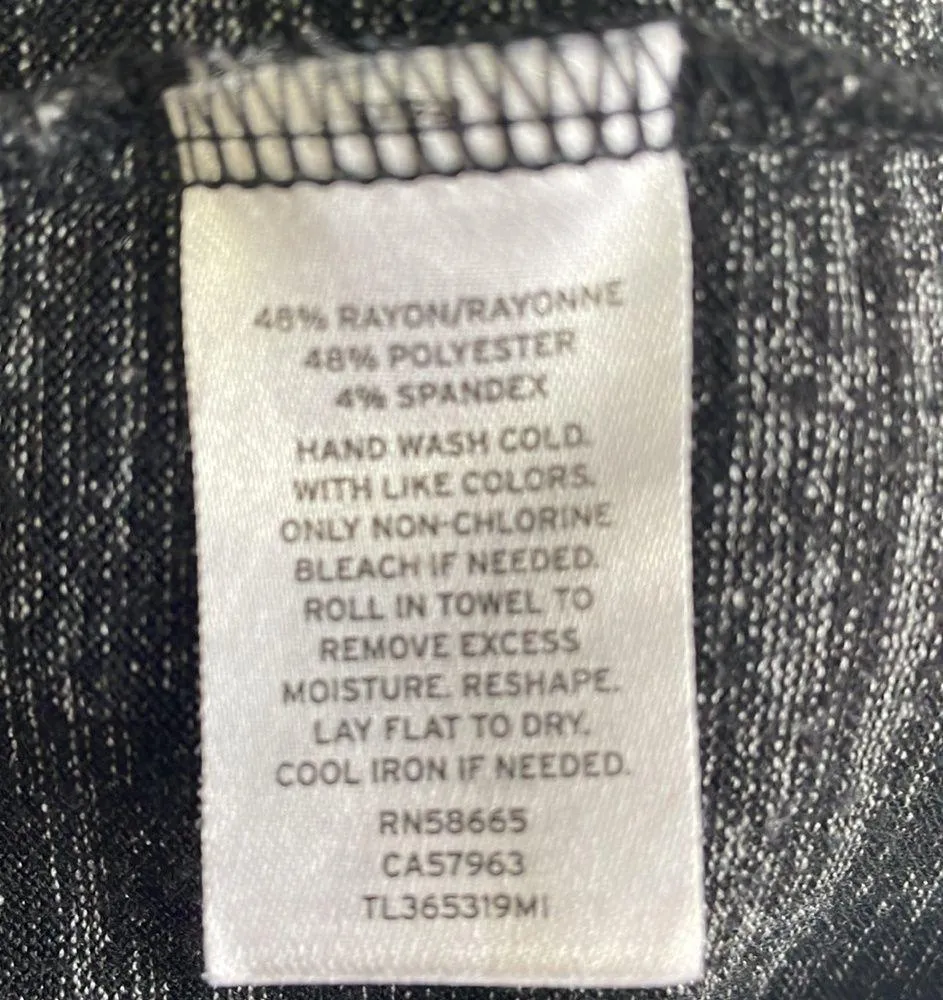 48% RAYON/RAYONNE
48% POLYESTER
4% SPANDEX
HAND WASH COLD.
WITH LIKE COLORS.
ONLY NON-CHLORINE
BLEACH IF NEEDED.
ROLL IN TOWEL TO
REMOVE EXCESS
MOISTURE. RESHAPE.
LAY FLAT TO DRY.
COOL IRON IF NEEDED.
RN58665
CA57963
TL365319MI